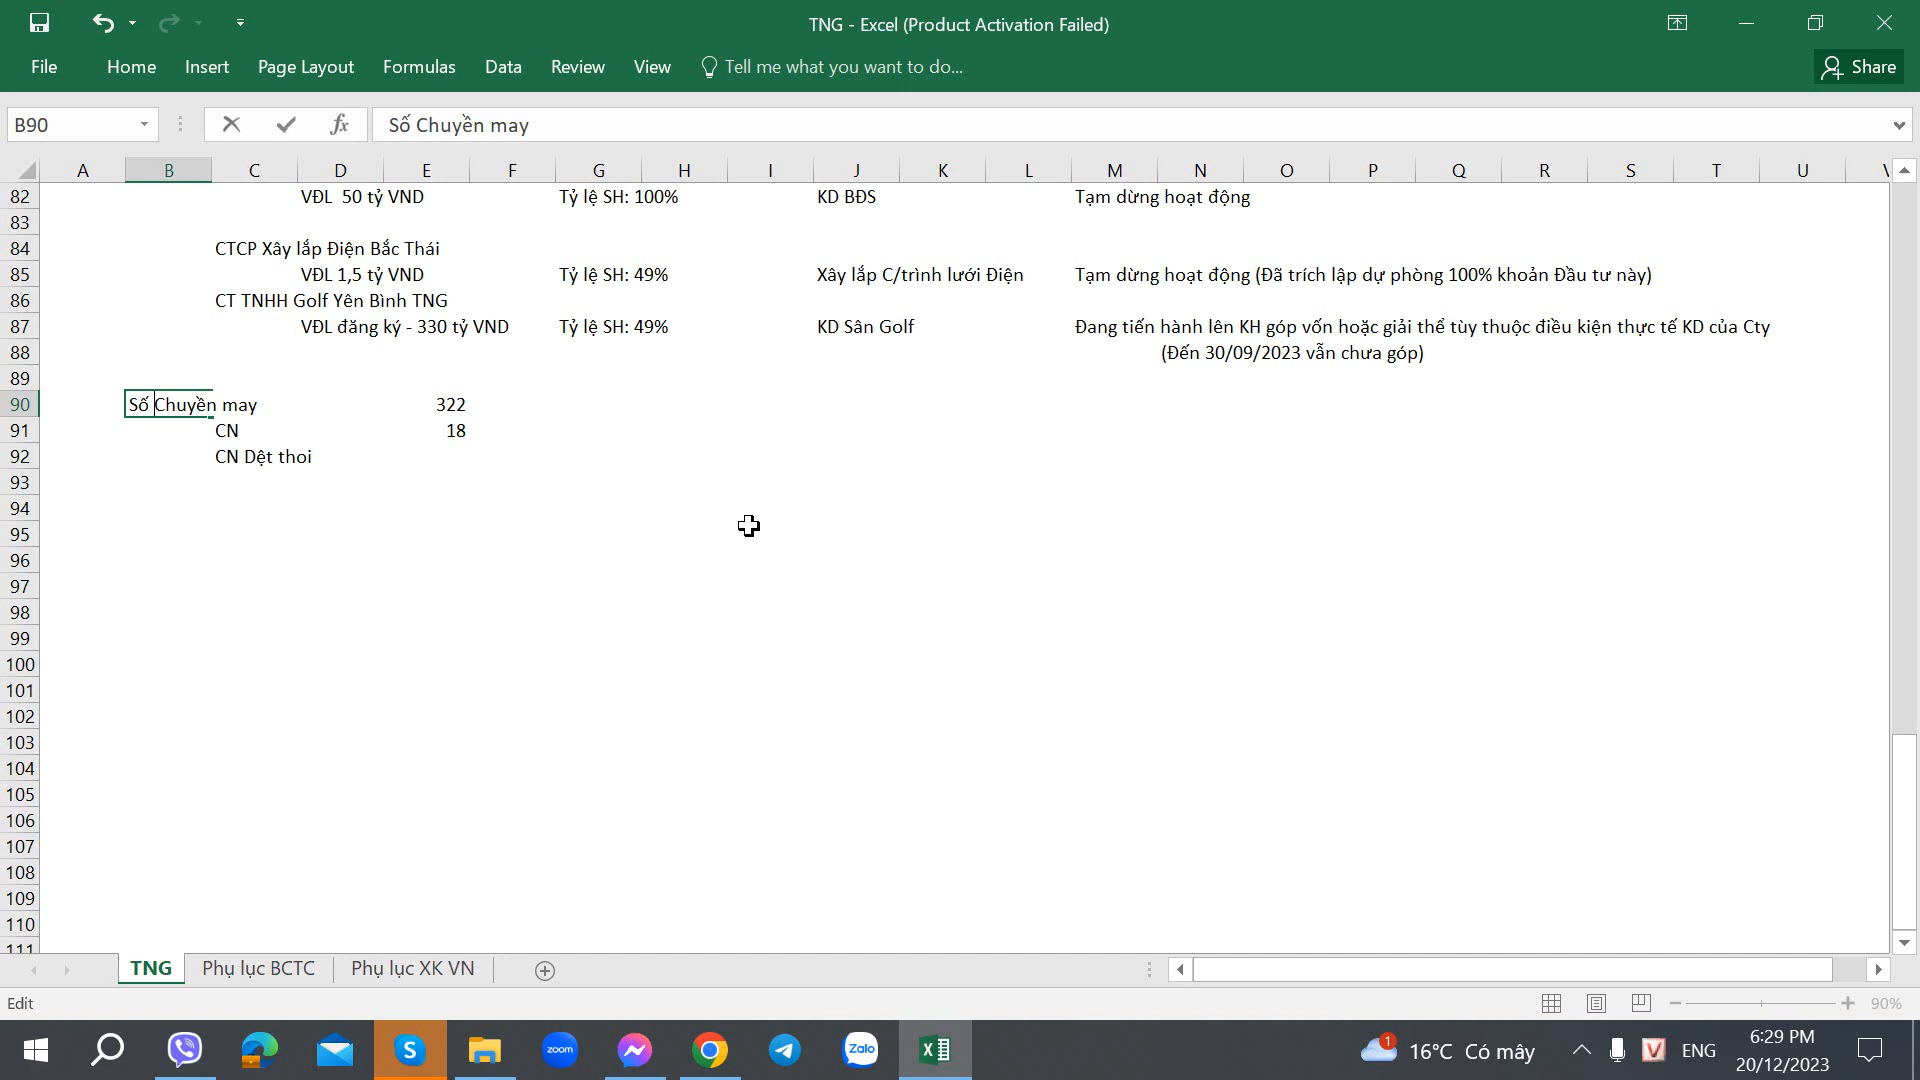 TNG - Excel (Product Activation Failed)
File Home Insert Page Layout Formulas Data Review View Tell me what you want to do... Share
B90 fx Số Chuyền may
A B C D E F G H I J K L M N O P Q R S T U
82 VĐL 50 tỷ VND Tỷ lệ SH: 100% KD BĐS Tạm dừng hoạt động
83
84 CTCP Xây lắp Điện Bắc Thái
85 VĐL 1,5 tỷ VND Tỷ lệ SH: 49% Xây lắp C/trình lưới Điện Tạm dừng hoạt động (Đã trích lập dự phòng 100% khoản Đầu tư này)
86 CT TNHH Golf Yên Bình TNG
87 VĐL đăng ký - 330 tỷ VND Tỷ lệ SH: 49% KD Sân Golf Đang tiến hành lên KH góp vốn hoặc giải thể tùy thuộc điều kiện thực tế KD của Cty
88 (Đến 30/09/2023 vẫn chưa góp)
89
90 Số Chuyền may 322
91 CN 18
92 CN Dệt thoi
93
94
95
96
97
98
99
100
101
102
103
104
105
106
107
108
109
110
111
TNG Phụ lục BCTC Phụ lục XK VN
Edit 90%
S zoom Zalo 1 16°C Có mây V ENG 6:29 PM
20/12/2023